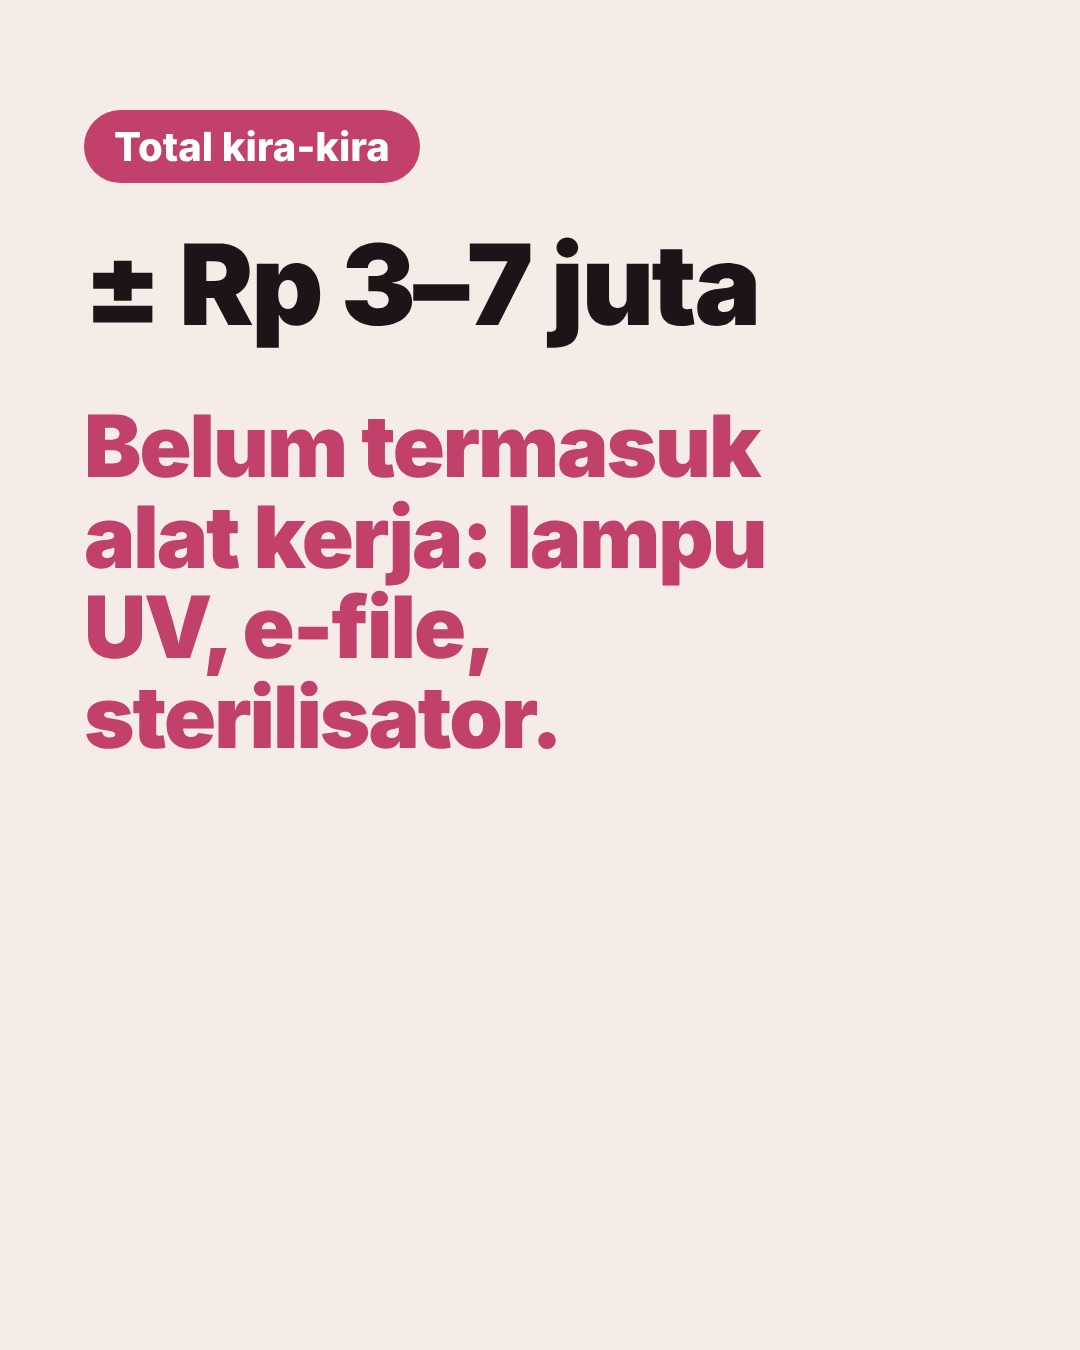 Total kira-kira
± Rp 3–7 juta
Belum termasuk
alat kerja: lampu
UV, e-file,
sterilisator.